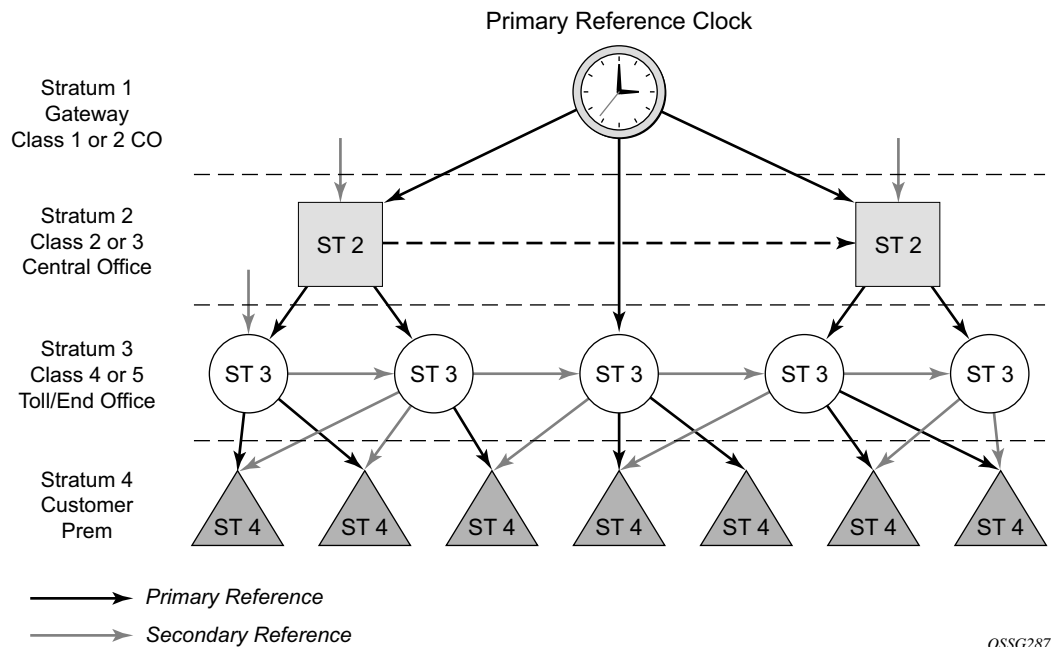 Primary Reference Clock
Stratum 1
Gateway
Class 1 or 2 CO
Stratum 2
Class 2 or 3
Central Office
ST 2
ST 2
Stratum 3
Class 4 or 5
Toll/End Office
ST 3
ST 3
ST 3
ST 3
ST 3
Stratum 4
Customer
Prem
ST 4
ST 4
ST 4
ST 4
ST 4
ST 4
ST 4
Primary Reference
Secondary Reference
OSSG287